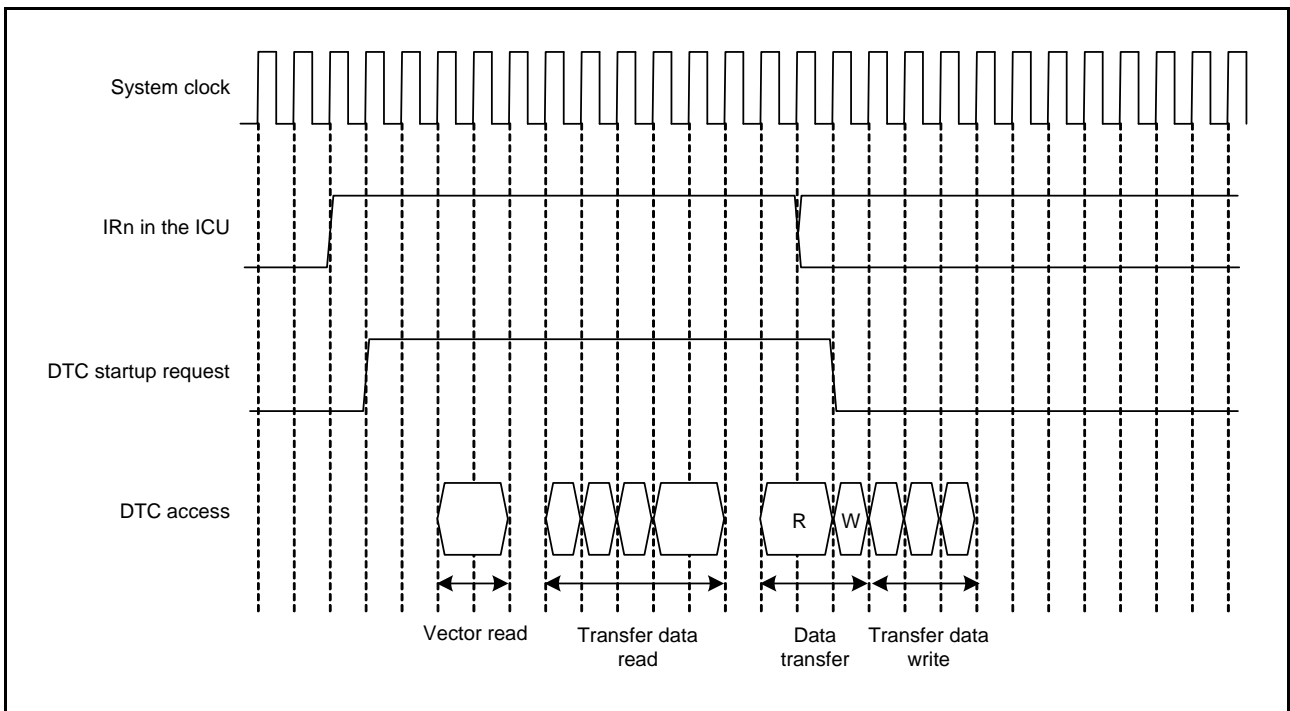 System clock
IRn in the ICU
DTC startup request
DTC access
R
W
Vector read
Transfer data
read
Data
transfer
Transfer data
write